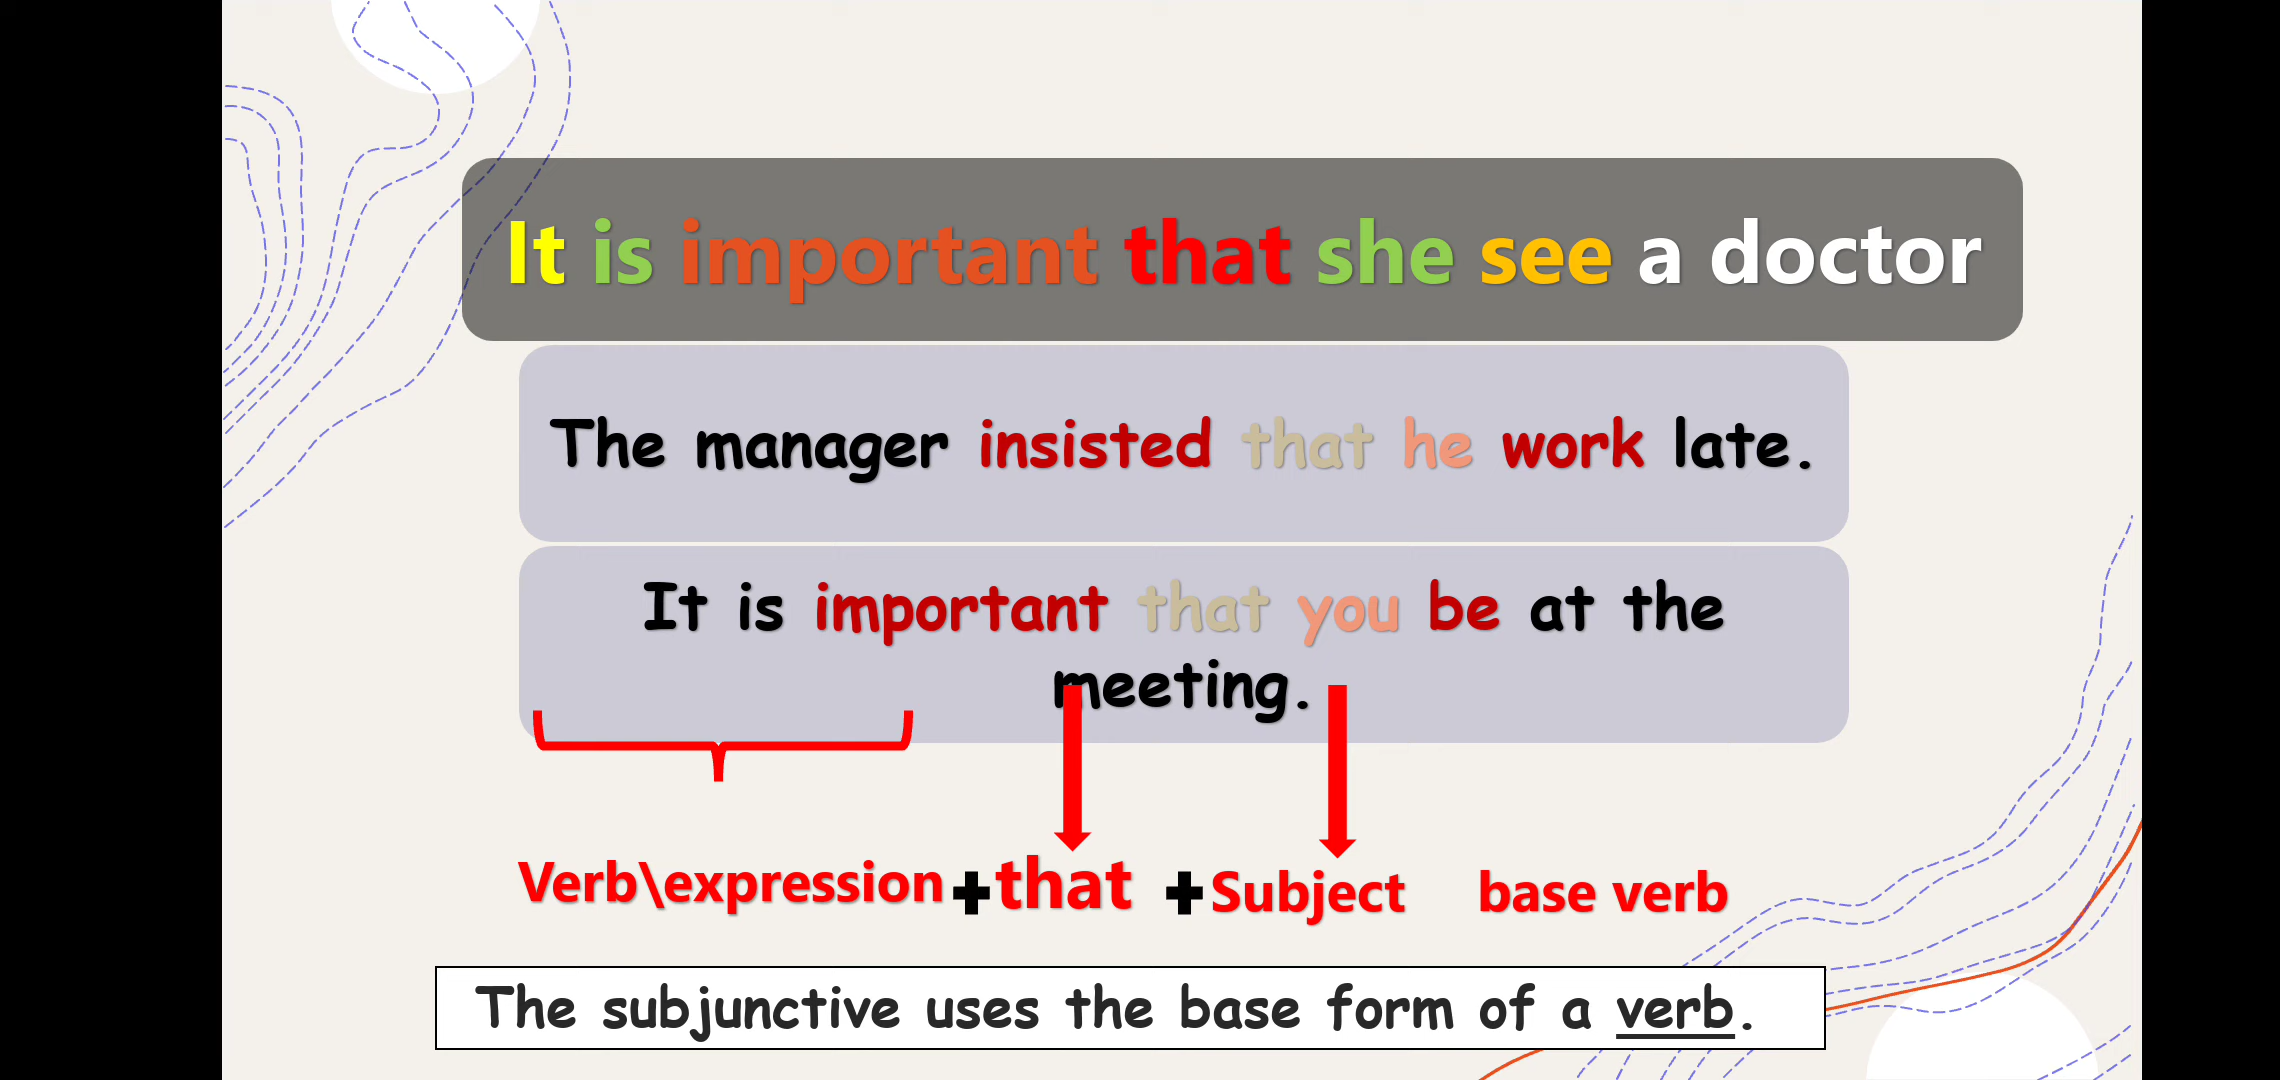 It is important that she see a doctor
The manager insisted that he work late.
It is important that you be at the
meeting.
Verb\expression +that +Subject base verb
The subjunctive uses the base form of a verb.